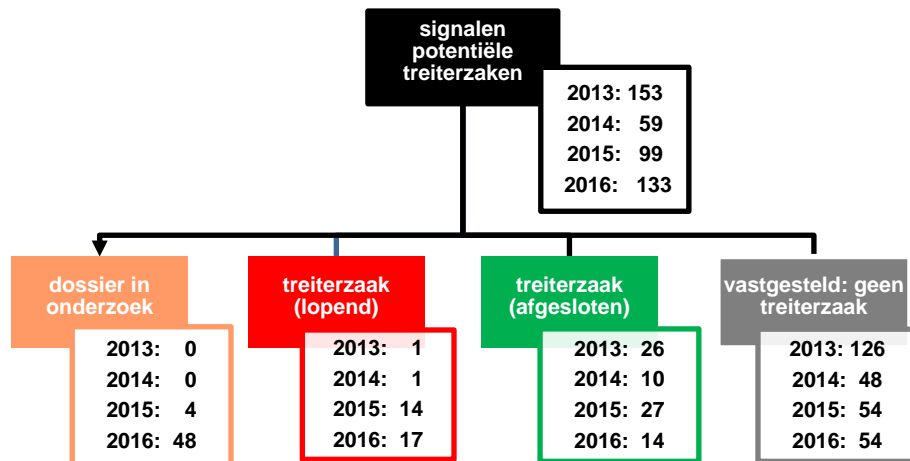 signalen
potentiële
treiterzaken
2013: 153
2014: 59
2015: 99
2016: 133
dossier in
onderzoek
2013: 0
2014: 0
2015: 4
2016: 48
treiterzaak
(lopend)
2013: 1
2014: 1
2015: 14
2016: 17
treiterzaak
(afgesloten)
2013: 26
2014: 10
2015: 27
2016: 14
vastgesteld: geen
treiterzaak
2013: 126
2014: 48
2015: 54
2016: 54